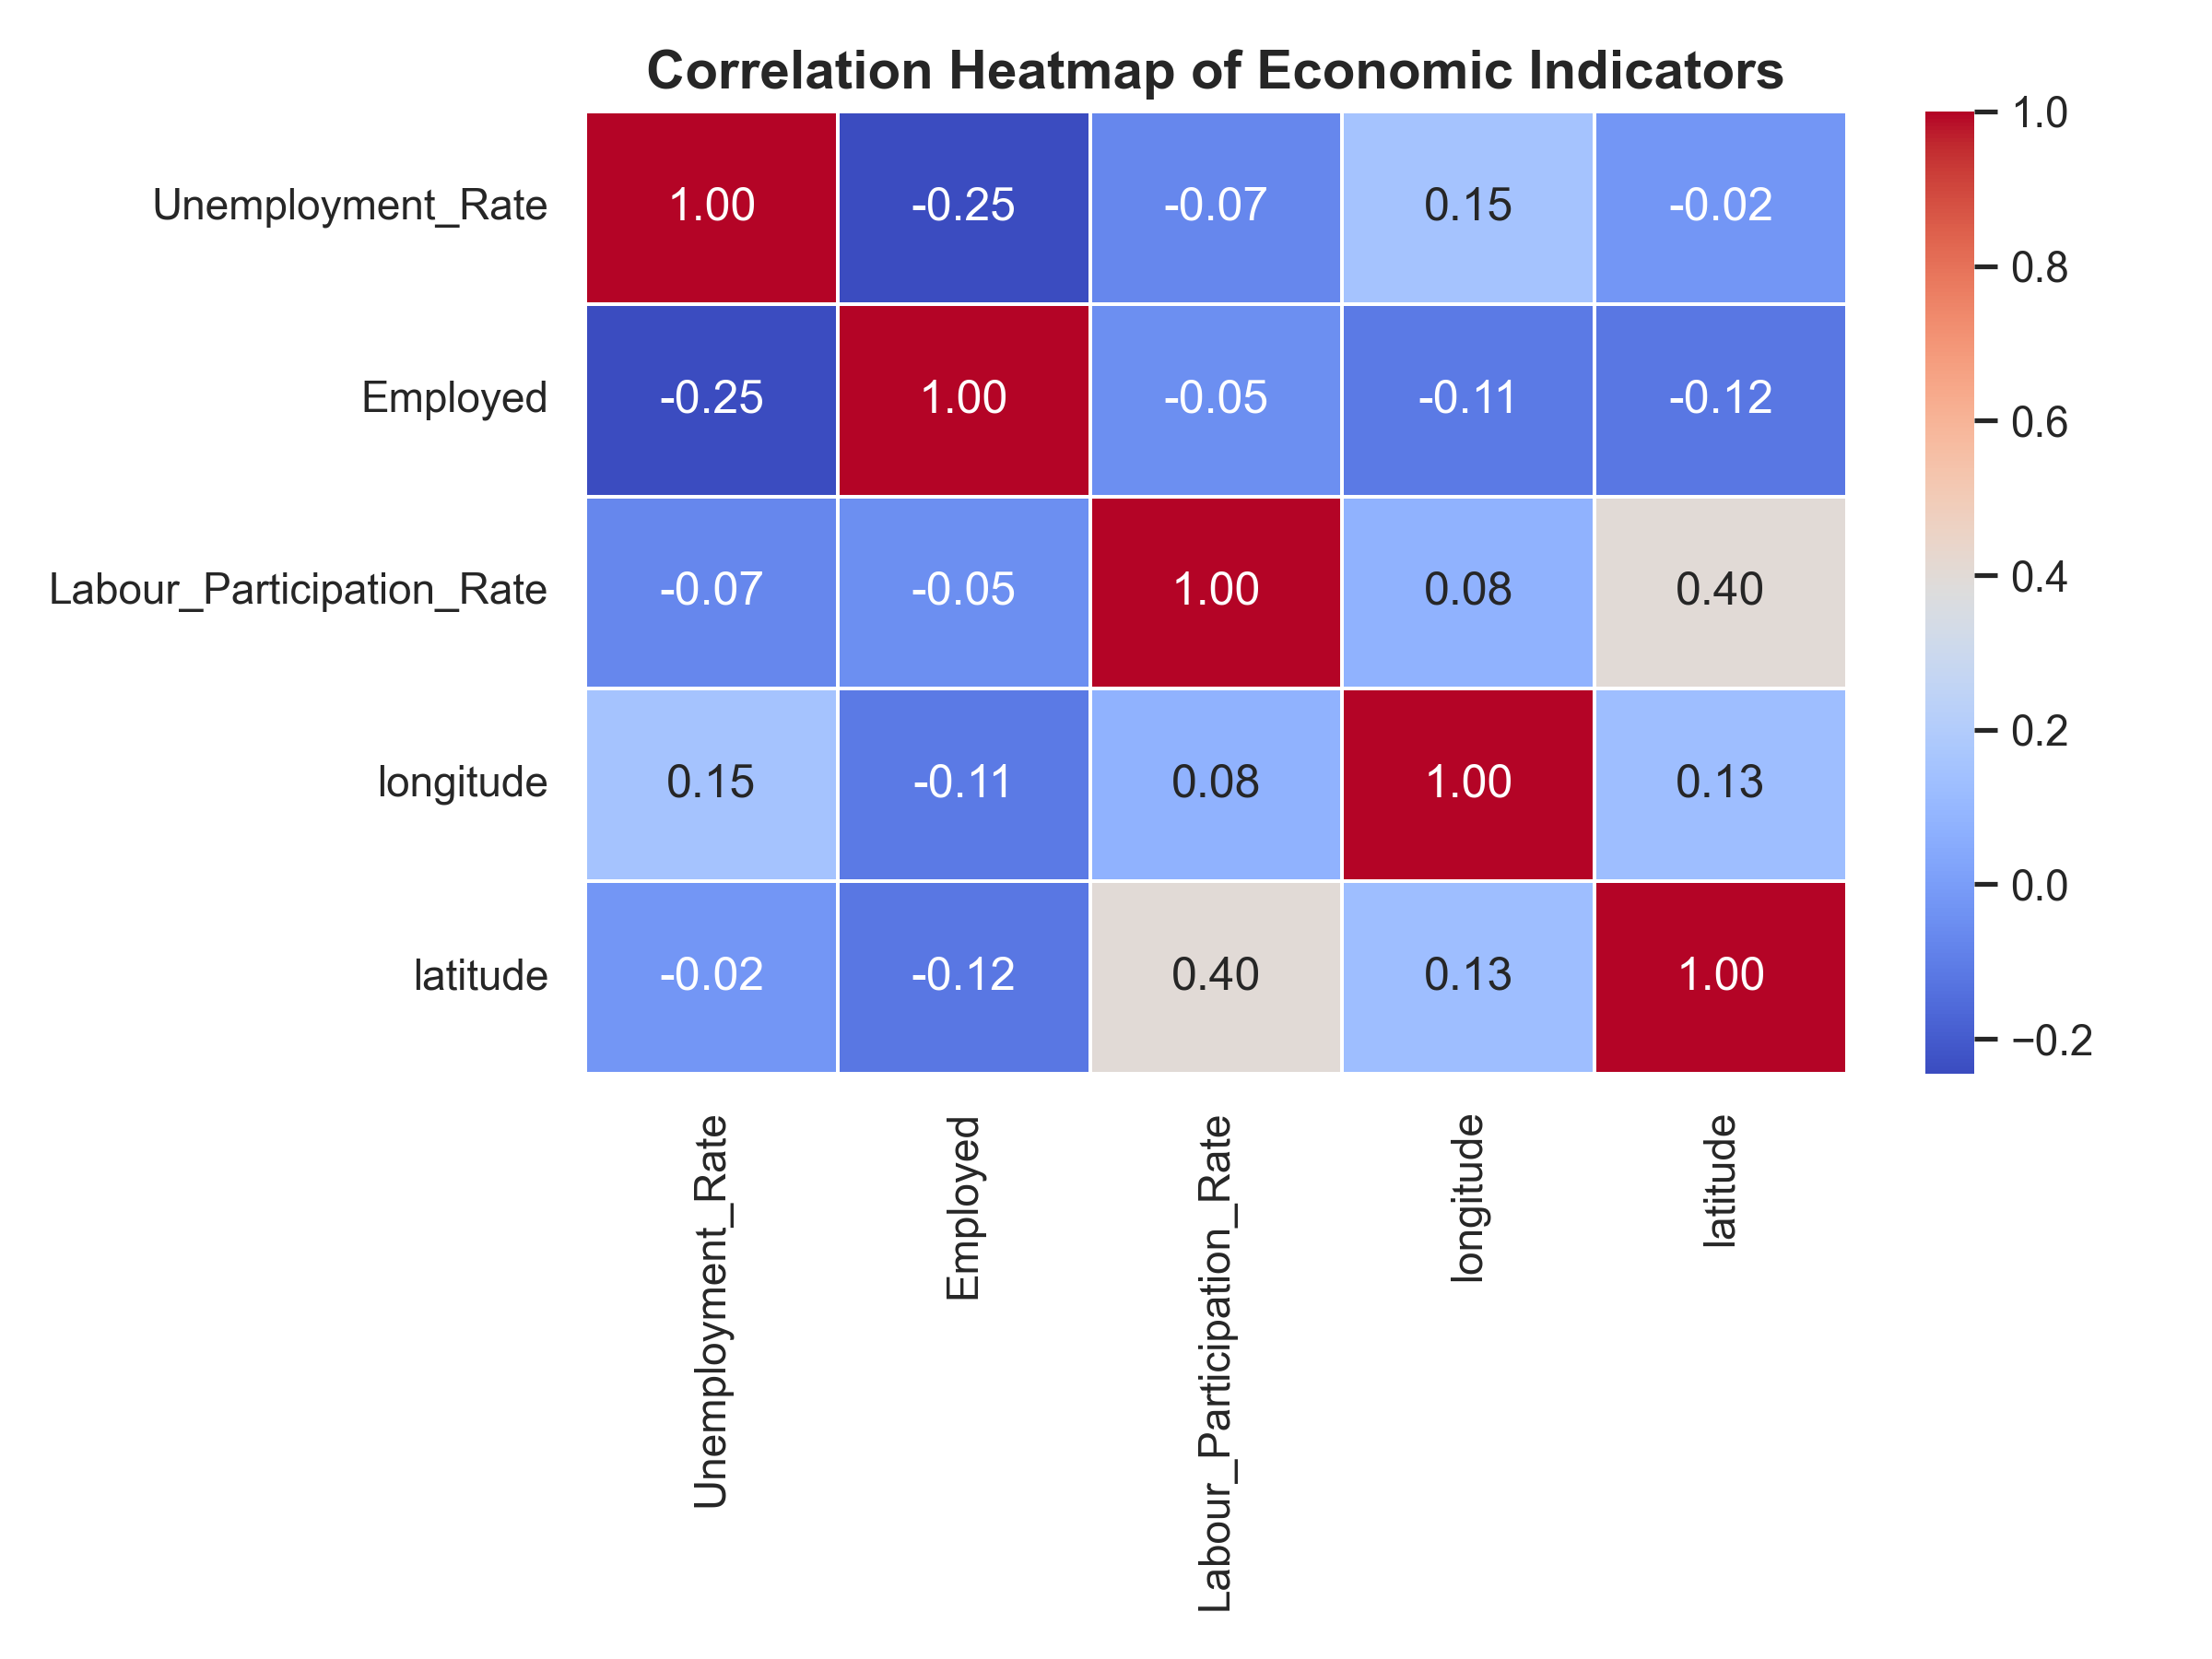 Correlation Heatmap of Economic Indicators
Unemployment_Rate 1.00 -0.25 -0.07 0.15 -0.02
Employed -0.25 1.00 -0.05 -0.11 -0.12
Labour_Participation_Rate -0.07 -0.05 1.00 0.08 0.40
longitude 0.15 -0.11 0.08 1.00 0.13
latitude -0.02 -0.12 0.40 0.13 1.00
Unemployment_Rate
Employed
Labour_Participation_Rate
longitude
latitude
1.0
0.8
0.6
0.4
0.2
0.0
−0.2